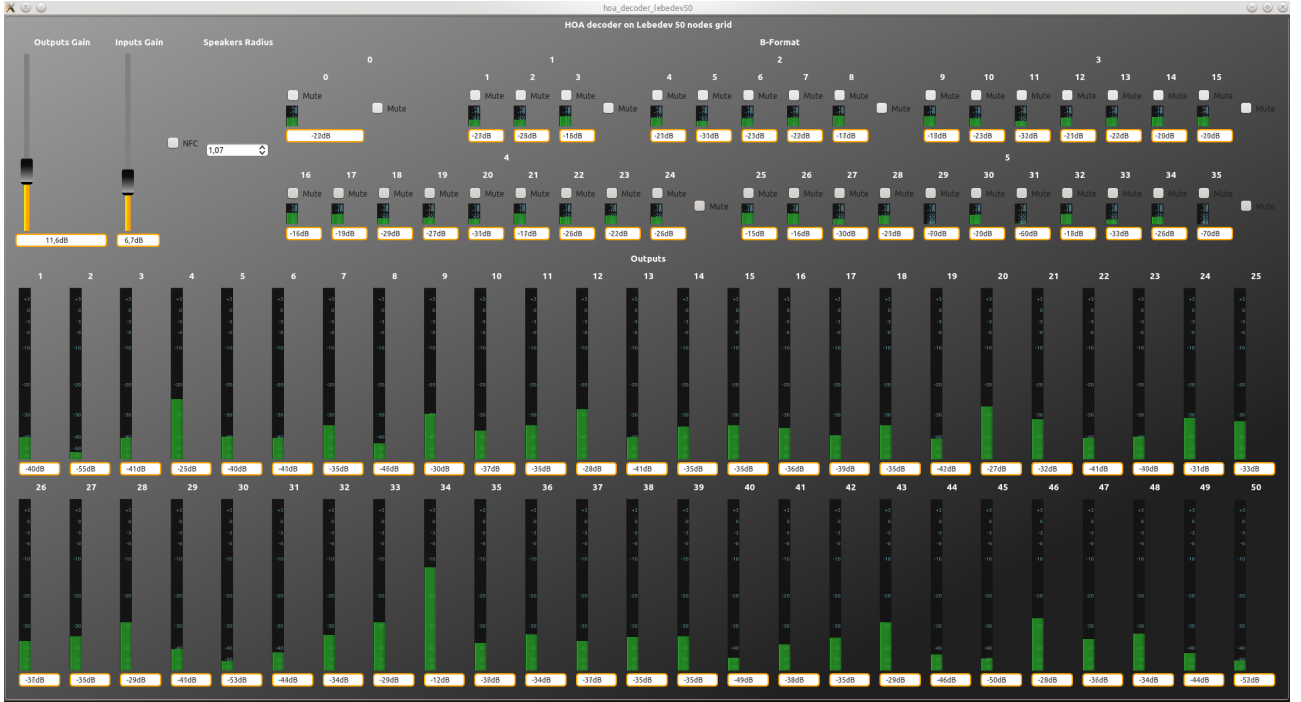 hoa_decoder_lebedev50
HOA decoder on Lebedev 50 nodes grid
Outputs Gain Inputs Gain Speakers Radius B-Format
0 1 2 3
0 1 2 3 4 5 6 7 8 9 10 11 12 13 14 15
Mute Mute Mute Mute Mute Mute Mute Mute Mute Mute Mute Mute Mute Mute Mute Mute
Mute Mute Mute Mute
-22dB -27dB -28dB -18dB -21dB -31dB -23dB -22dB -17dB -18dB -23dB -32dB -21dB -22dB -20dB -20dB
NFC 1,07
4 5
16 17 18 19 20 21 22 23 24 25 26 27 28 29 30 31 32 33 34 35
Mute Mute Mute Mute Mute Mute Mute Mute Mute Mute Mute Mute Mute Mute Mute Mute Mute Mute Mute Mute
Mute Mute
-16dB -19dB -29dB -27dB -31dB -17dB -26dB -22dB -26dB -15dB -16dB -30dB -21dB -70dB -20dB -60dB -18dB -33dB -26dB -70dB
11,6dB 6,7dB
Outputs
1 2 3 4 5 6 7 8 9 10 11 12 13 14 15 16 17 18 19 20 21 22 23 24 25
-40dB -55dB -41dB -25dB -40dB -41dB -35dB -46dB -30dB -37dB -35dB -28dB -41dB -35dB -35dB -36dB -39dB -35dB -42dB -27dB -32dB -41dB -40dB -31dB -33dB
26 27 28 29 30 31 32 33 34 35 36 37 38 39 40 41 42 43 44 45 46 47 48 49 50
-37dB -35dB -29dB -41dB -53dB -44dB -34dB -29dB -12dB -38dB -34dB -37dB -35dB -35dB -49dB -38dB -35dB -29dB -46dB -50dB -28dB -36dB -34dB -44dB -52dB